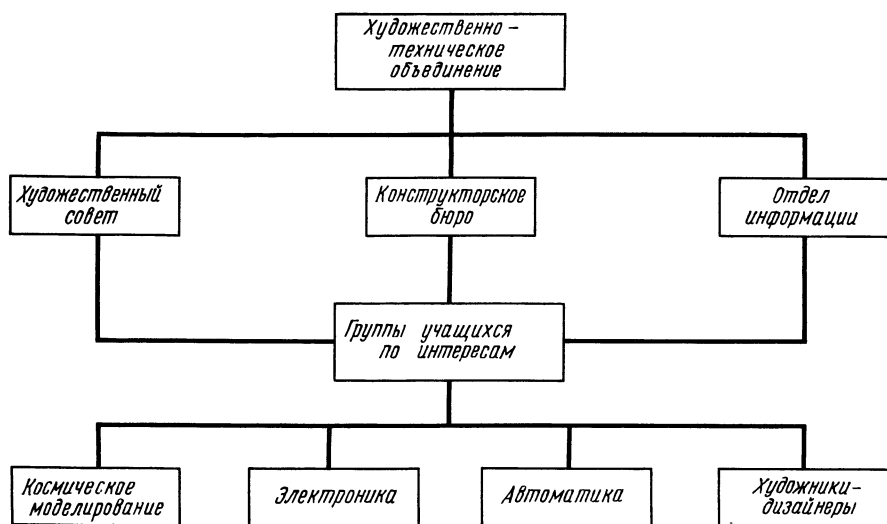 Художественно-
техническое
объединение
Художественный
совет
Конструкторское
бюро
Отдел
информации
Группы учащихся
по интересам
Космическое
моделирование
Электроника
Автоматика
Художники-
дизайнеры